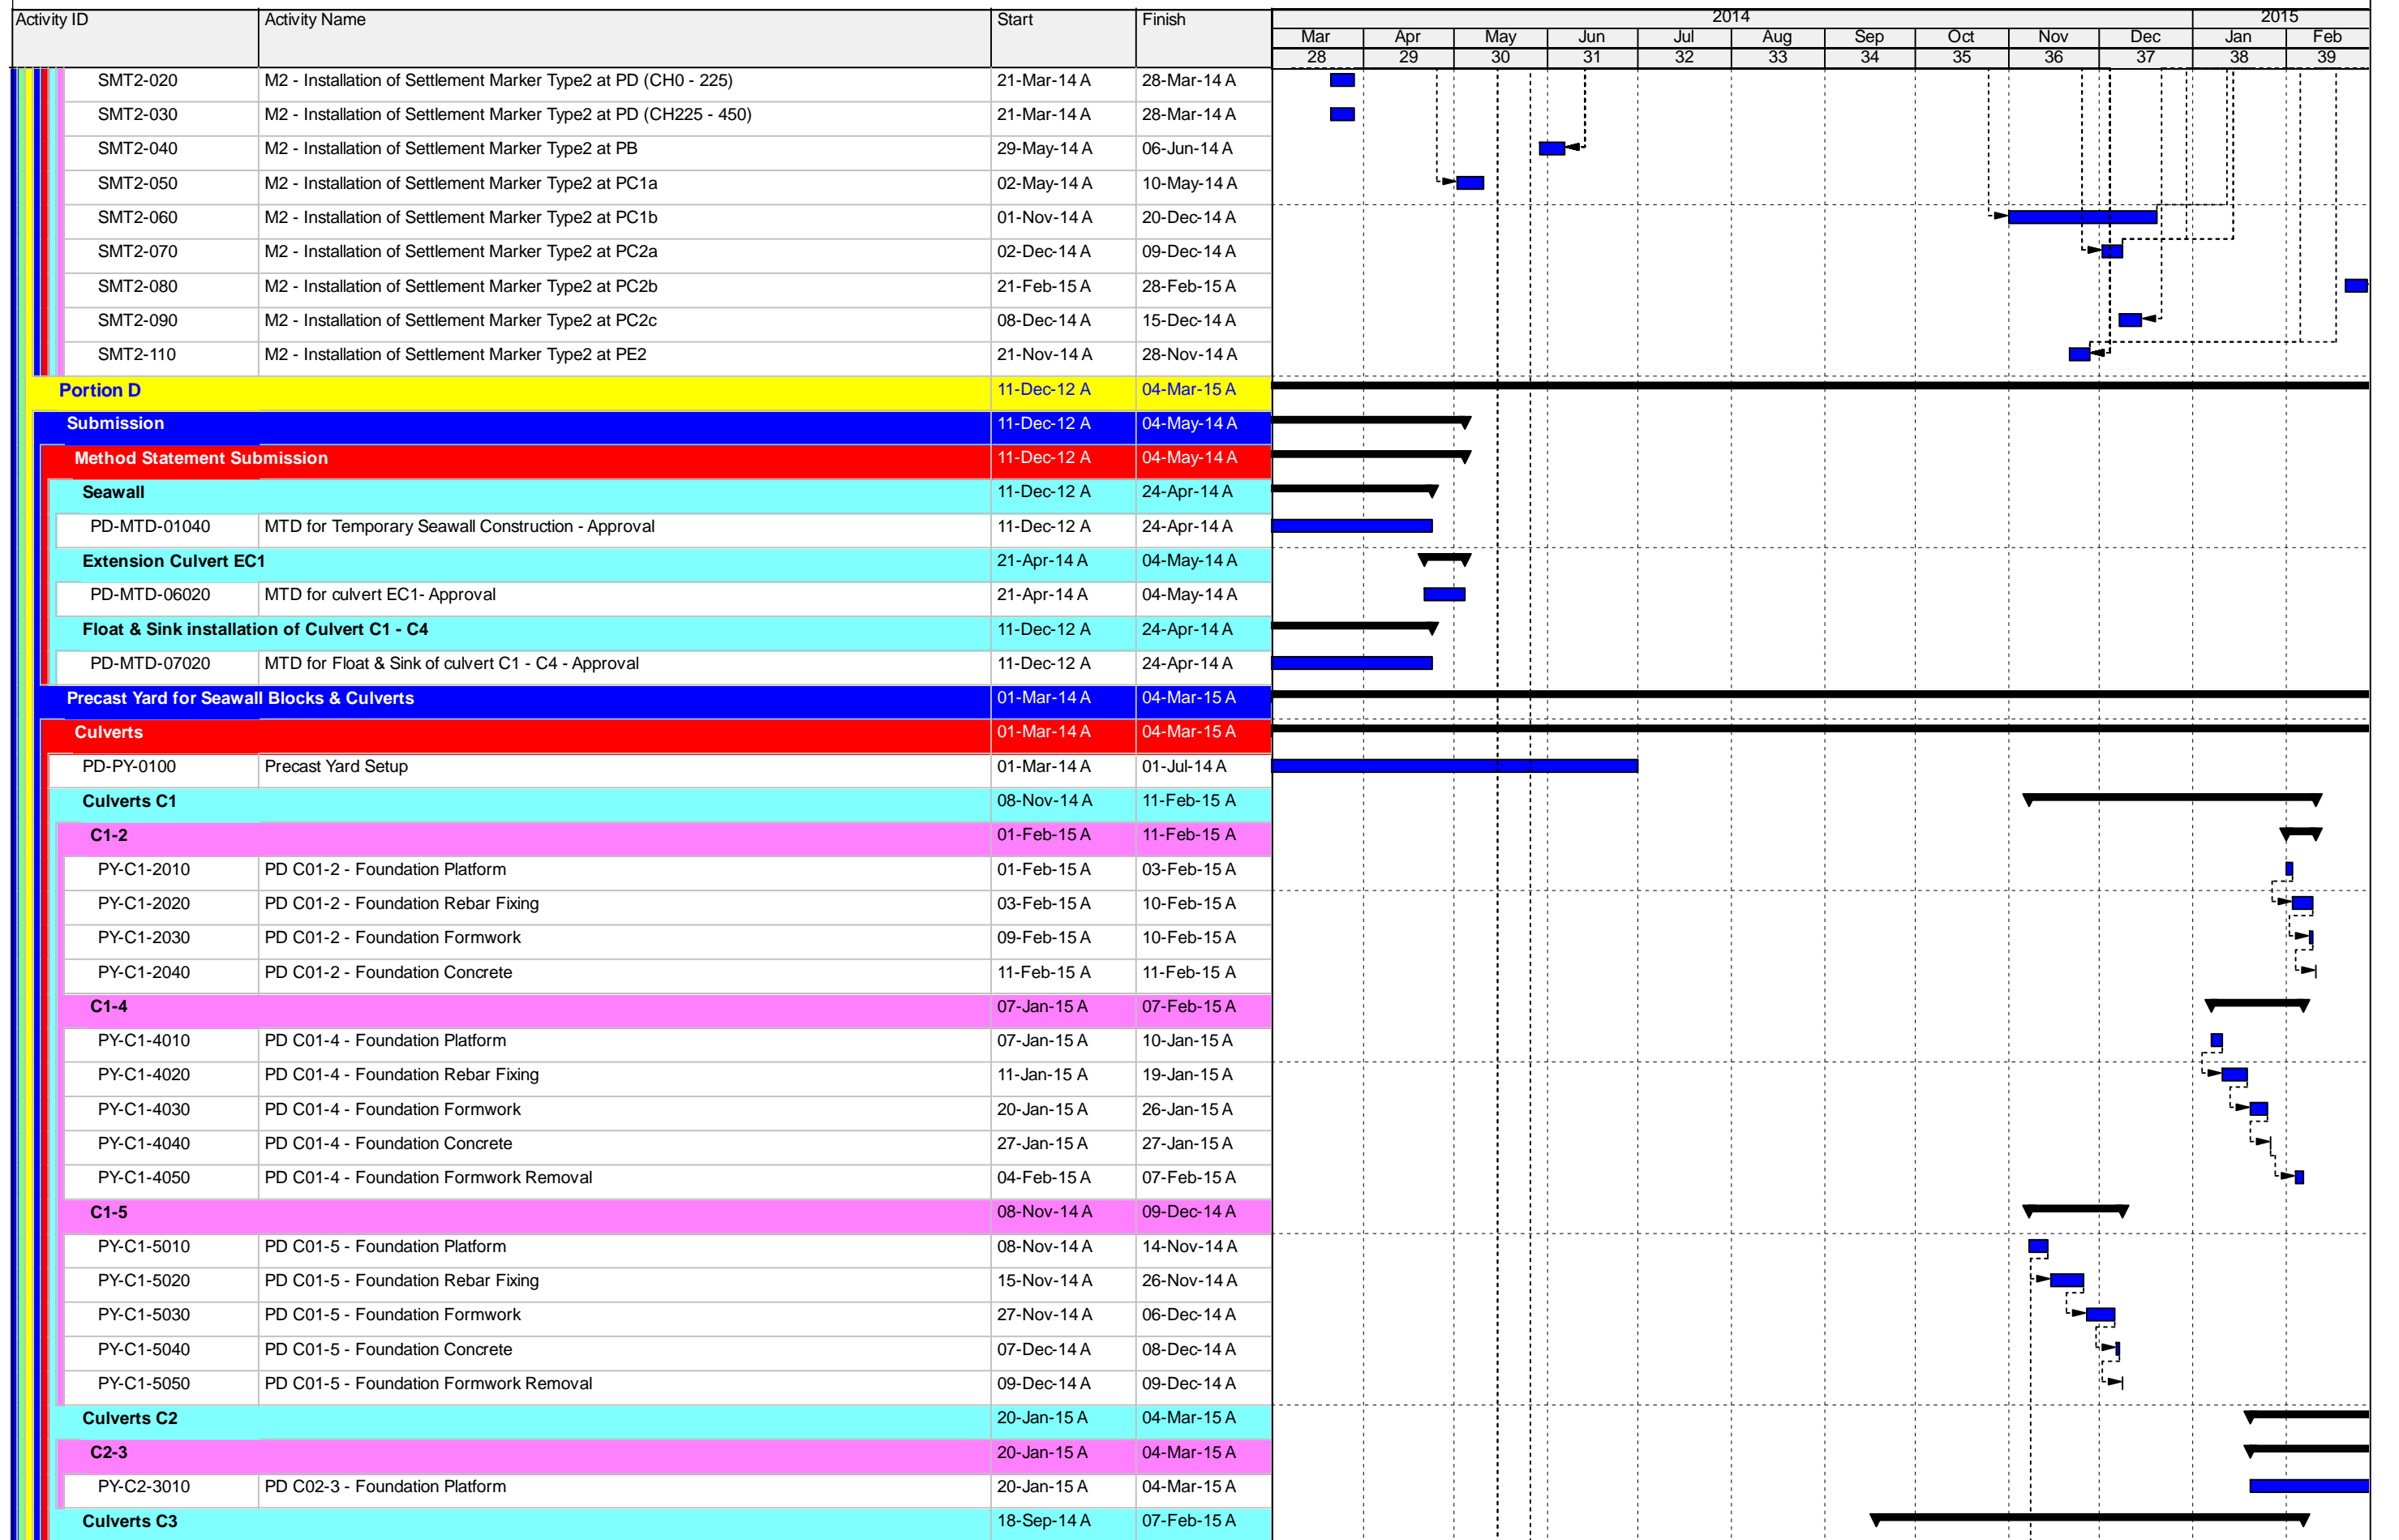 Activity ID Activity Name Start Finish 2014 2015
Mar Apr May Jun Jul Aug Sep Oct Nov Dec Jan Feb
28 29 30 31 32 33 34 35 36 37 38 39
SMT2-020 M2 - Installation of Settlement Marker Type2 at PD (CH0 - 225) 21-Mar-14 A 28-Mar-14 A
SMT2-030 M2 - Installation of Settlement Marker Type2 at PD (CH225 - 450) 21-Mar-14 A 28-Mar-14 A
SMT2-040 M2 - Installation of Settlement Marker Type2 at PB 29-May-14 A 06-Jun-14 A
SMT2-050 M2 - Installation of Settlement Marker Type2 at PC1a 02-May-14 A 10-May-14 A
SMT2-060 M2 - Installation of Settlement Marker Type2 at PC1b 01-Nov-14 A 20-Dec-14 A
SMT2-070 M2 - Installation of Settlement Marker Type2 at PC2a 02-Dec-14 A 09-Dec-14 A
SMT2-080 M2 - Installation of Settlement Marker Type2 at PC2b 21-Feb-15 A 28-Feb-15 A
SMT2-090 M2 - Installation of Settlement Marker Type2 at PC2c 08-Dec-14 A 15-Dec-14 A
SMT2-110 M2 - Installation of Settlement Marker Type2 at PE2 21-Nov-14 A 28-Nov-14 A
Portion D 11-Dec-12 A 04-Mar-15 A
Submission 11-Dec-12 A 04-May-14 A
Method Statement Submission 11-Dec-12 A 04-May-14 A
Seawall 11-Dec-12 A 24-Apr-14 A
PD-MTD-01040 MTD for Temporary Seawall Construction - Approval 11-Dec-12 A 24-Apr-14 A
Extension Culvert EC1 21-Apr-14 A 04-May-14 A
PD-MTD-06020 MTD for culvert EC1- Approval 21-Apr-14 A 04-May-14 A
Float & Sink installation of Culvert C1 - C4 11-Dec-12 A 24-Apr-14 A
PD-MTD-07020 MTD for Float & Sink of culvert C1 - C4 - Approval 11-Dec-12 A 24-Apr-14 A
Precast Yard for Seawall Blocks & Culverts 01-Mar-14 A 04-Mar-15 A
Culverts 01-Mar-14 A 04-Mar-15 A
PD-PY-0100 Precast Yard Setup 01-Mar-14 A 01-Jul-14 A
Culverts C1 08-Nov-14 A 11-Feb-15 A
C1-2 01-Feb-15 A 11-Feb-15 A
PY-C1-2010 PD C01-2 - Foundation Platform 01-Feb-15 A 03-Feb-15 A
PY-C1-2020 PD C01-2 - Foundation Rebar Fixing 03-Feb-15 A 10-Feb-15 A
PY-C1-2030 PD C01-2 - Foundation Formwork 09-Feb-15 A 10-Feb-15 A
PY-C1-2040 PD C01-2 - Foundation Concrete 11-Feb-15 A 11-Feb-15 A
C1-4 07-Jan-15 A 07-Feb-15 A
PY-C1-4010 PD C01-4 - Foundation Platform 07-Jan-15 A 10-Jan-15 A
PY-C1-4020 PD C01-4 - Foundation Rebar Fixing 11-Jan-15 A 19-Jan-15 A
PY-C1-4030 PD C01-4 - Foundation Formwork 20-Jan-15 A 26-Jan-15 A
PY-C1-4040 PD C01-4 - Foundation Concrete 27-Jan-15 A 27-Jan-15 A
PY-C1-4050 PD C01-4 - Foundation Formwork Removal 04-Feb-15 A 07-Feb-15 A
C1-5 08-Nov-14 A 09-Dec-14 A
PY-C1-5010 PD C01-5 - Foundation Platform 08-Nov-14 A 14-Nov-14 A
PY-C1-5020 PD C01-5 - Foundation Rebar Fixing 15-Nov-14 A 26-Nov-14 A
PY-C1-5030 PD C01-5 - Foundation Formwork 27-Nov-14 A 06-Dec-14 A
PY-C1-5040 PD C01-5 - Foundation Concrete 07-Dec-14 A 08-Dec-14 A
PY-C1-5050 PD C01-5 - Foundation Formwork Removal 09-Dec-14 A 09-Dec-14 A
Culverts C2 20-Jan-15 A 04-Mar-15 A
C2-3 20-Jan-15 A 04-Mar-15 A
PY-C2-3010 PD C02-3 - Foundation Platform 20-Jan-15 A 04-Mar-15 A
Culverts C3 18-Sep-14 A 07-Feb-15 A